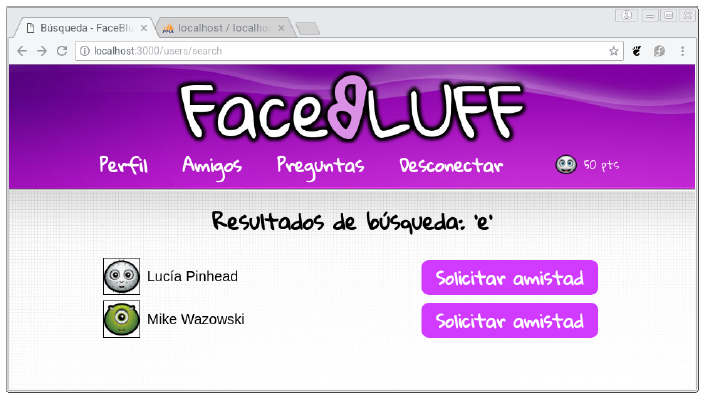 Búsqueda - FaceBlu
localhost / localho
localhost:3000/users/search
FaceBLUFF
Perfil Amigos Preguntas Desconectar 50 pts
Resultados de búsqueda: 'e'
Lucía Pinhead Solicitar amistad
Mike Wazowski Solicitar amistad